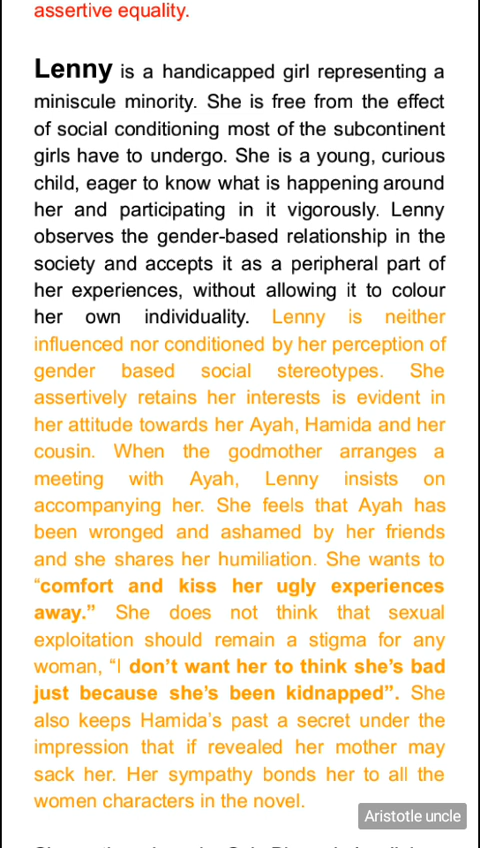 assertive equality.
Lenny is a handicapped girl representing a
miniscule minority. She is free from the effect
of social conditioning most of the subcontinent
girls have to undergo. She is a young, curious
child, eager to know what is happening around
her and participating in it vigorously. Lenny
observes the gender-based relationship in the
society and accepts it as a peripheral part of
her experiences, without allowing it to colour
her own individuality. Lenny is neither
influenced nor conditioned by her perception of
gender based social stereotypes. She
assertively retains her interests is evident in
her attitude towards her Ayah, Hamida and her
cousin. When the godmother arranges a
meeting with Ayah, Lenny insists on
accompanying her. She feels that Ayah has
been wronged and ashamed by her friends
and she shares her humiliation. She wants to
“comfort and kiss her ugly experiences
away.” She does not think that sexual
exploitation should remain a stigma for any
woman, “I don’t want her to think she’s bad
just because she’s been kidnapped”. She
also keeps Hamida’s past a secret under the
impression that if revealed her mother may
sack her. Her sympathy bonds her to all the
women characters in the novel.
Aristotle uncle